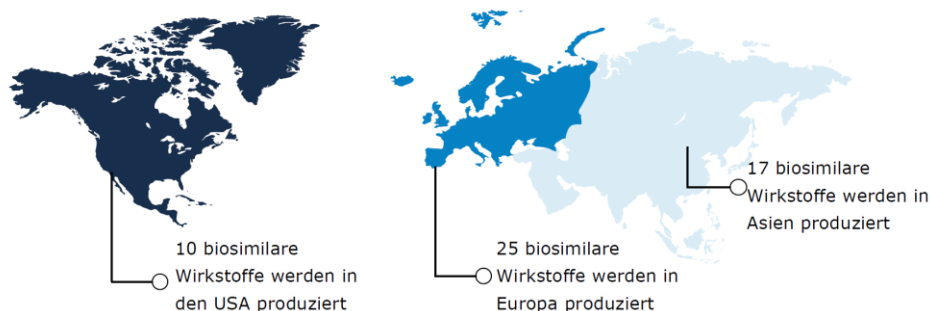 10 biosimilare
Wirkstoffe werden in
den USA produziert
25 biosimilare
Wirkstoffe werden in
Europa produziert
17 biosimilare
Wirkstoffe werden in
Asien produziert